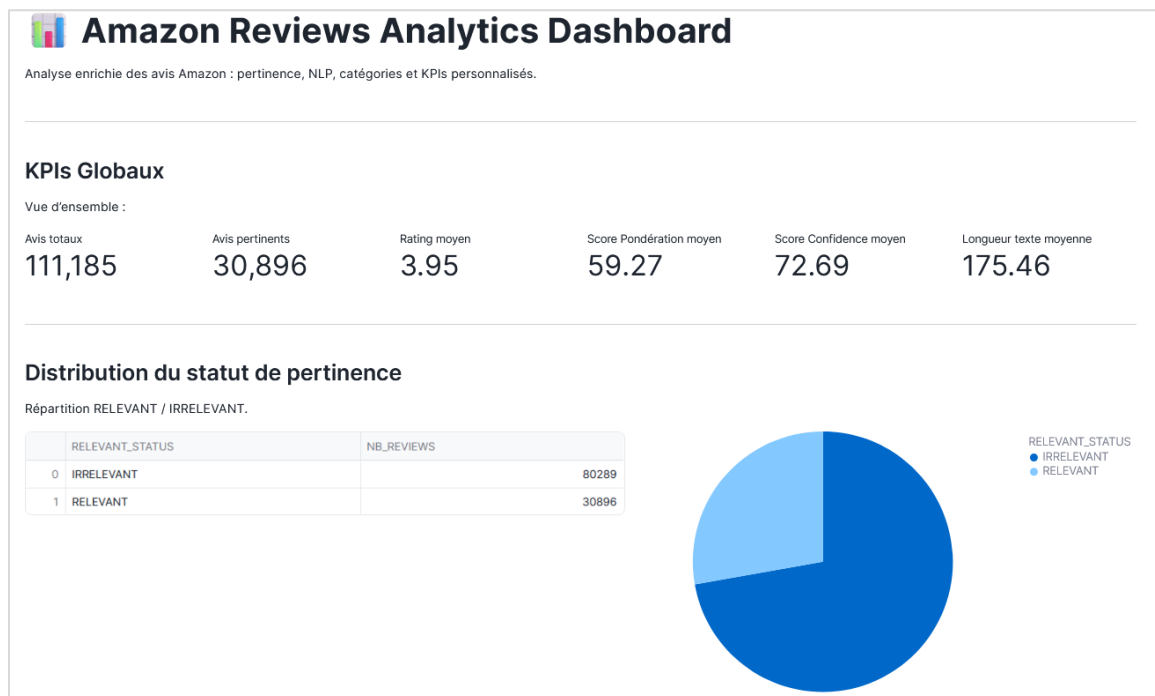 Amazon Reviews Analytics Dashboard
Analyse enrichie des avis Amazon : pertinence, NLP, catégories et KPIs personnalisés.
KPIs Globaux
Vue d’ensemble :
Avis totaux
111,185
Avis pertinents
30,896
Rating moyen
3.95
Score Pondération moyen
59.27
Score Confidence moyen
72.69
Longueur texte moyenne
175.46
Distribution du statut de pertinence
Répartition RELEVANT / IRRELEVANT.
RELEVANT_STATUS NB_REVIEWS
0 IRRELEVANT 80289
1 RELEVANT 30896
RELEVANT_STATUS
IRRELEVANT
RELEVANT